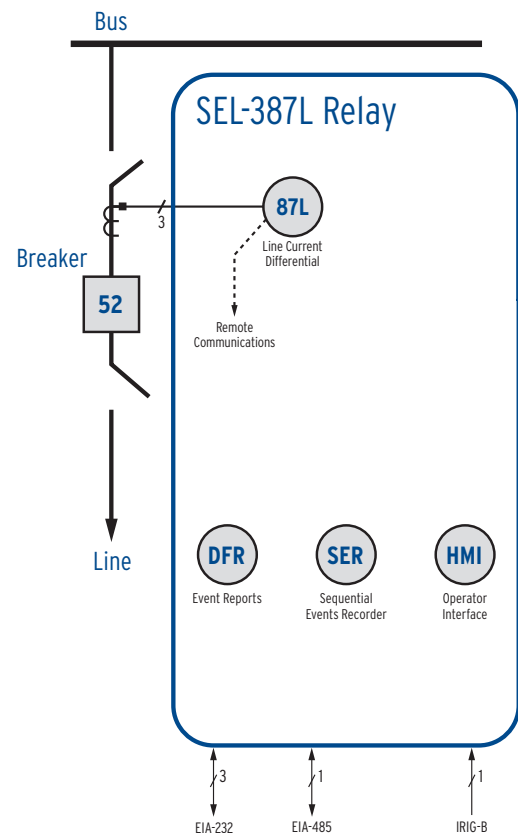 Bus
SEL-387L Relay
87L
3
Line Current
Differential
Breaker
52
Remote
Communications
Line
DFR
SER
HMI
Event Reports
Sequential
Events Recorder
Operator
Interface
3
1
1
EIA-232
EIA-485
IRIG-B